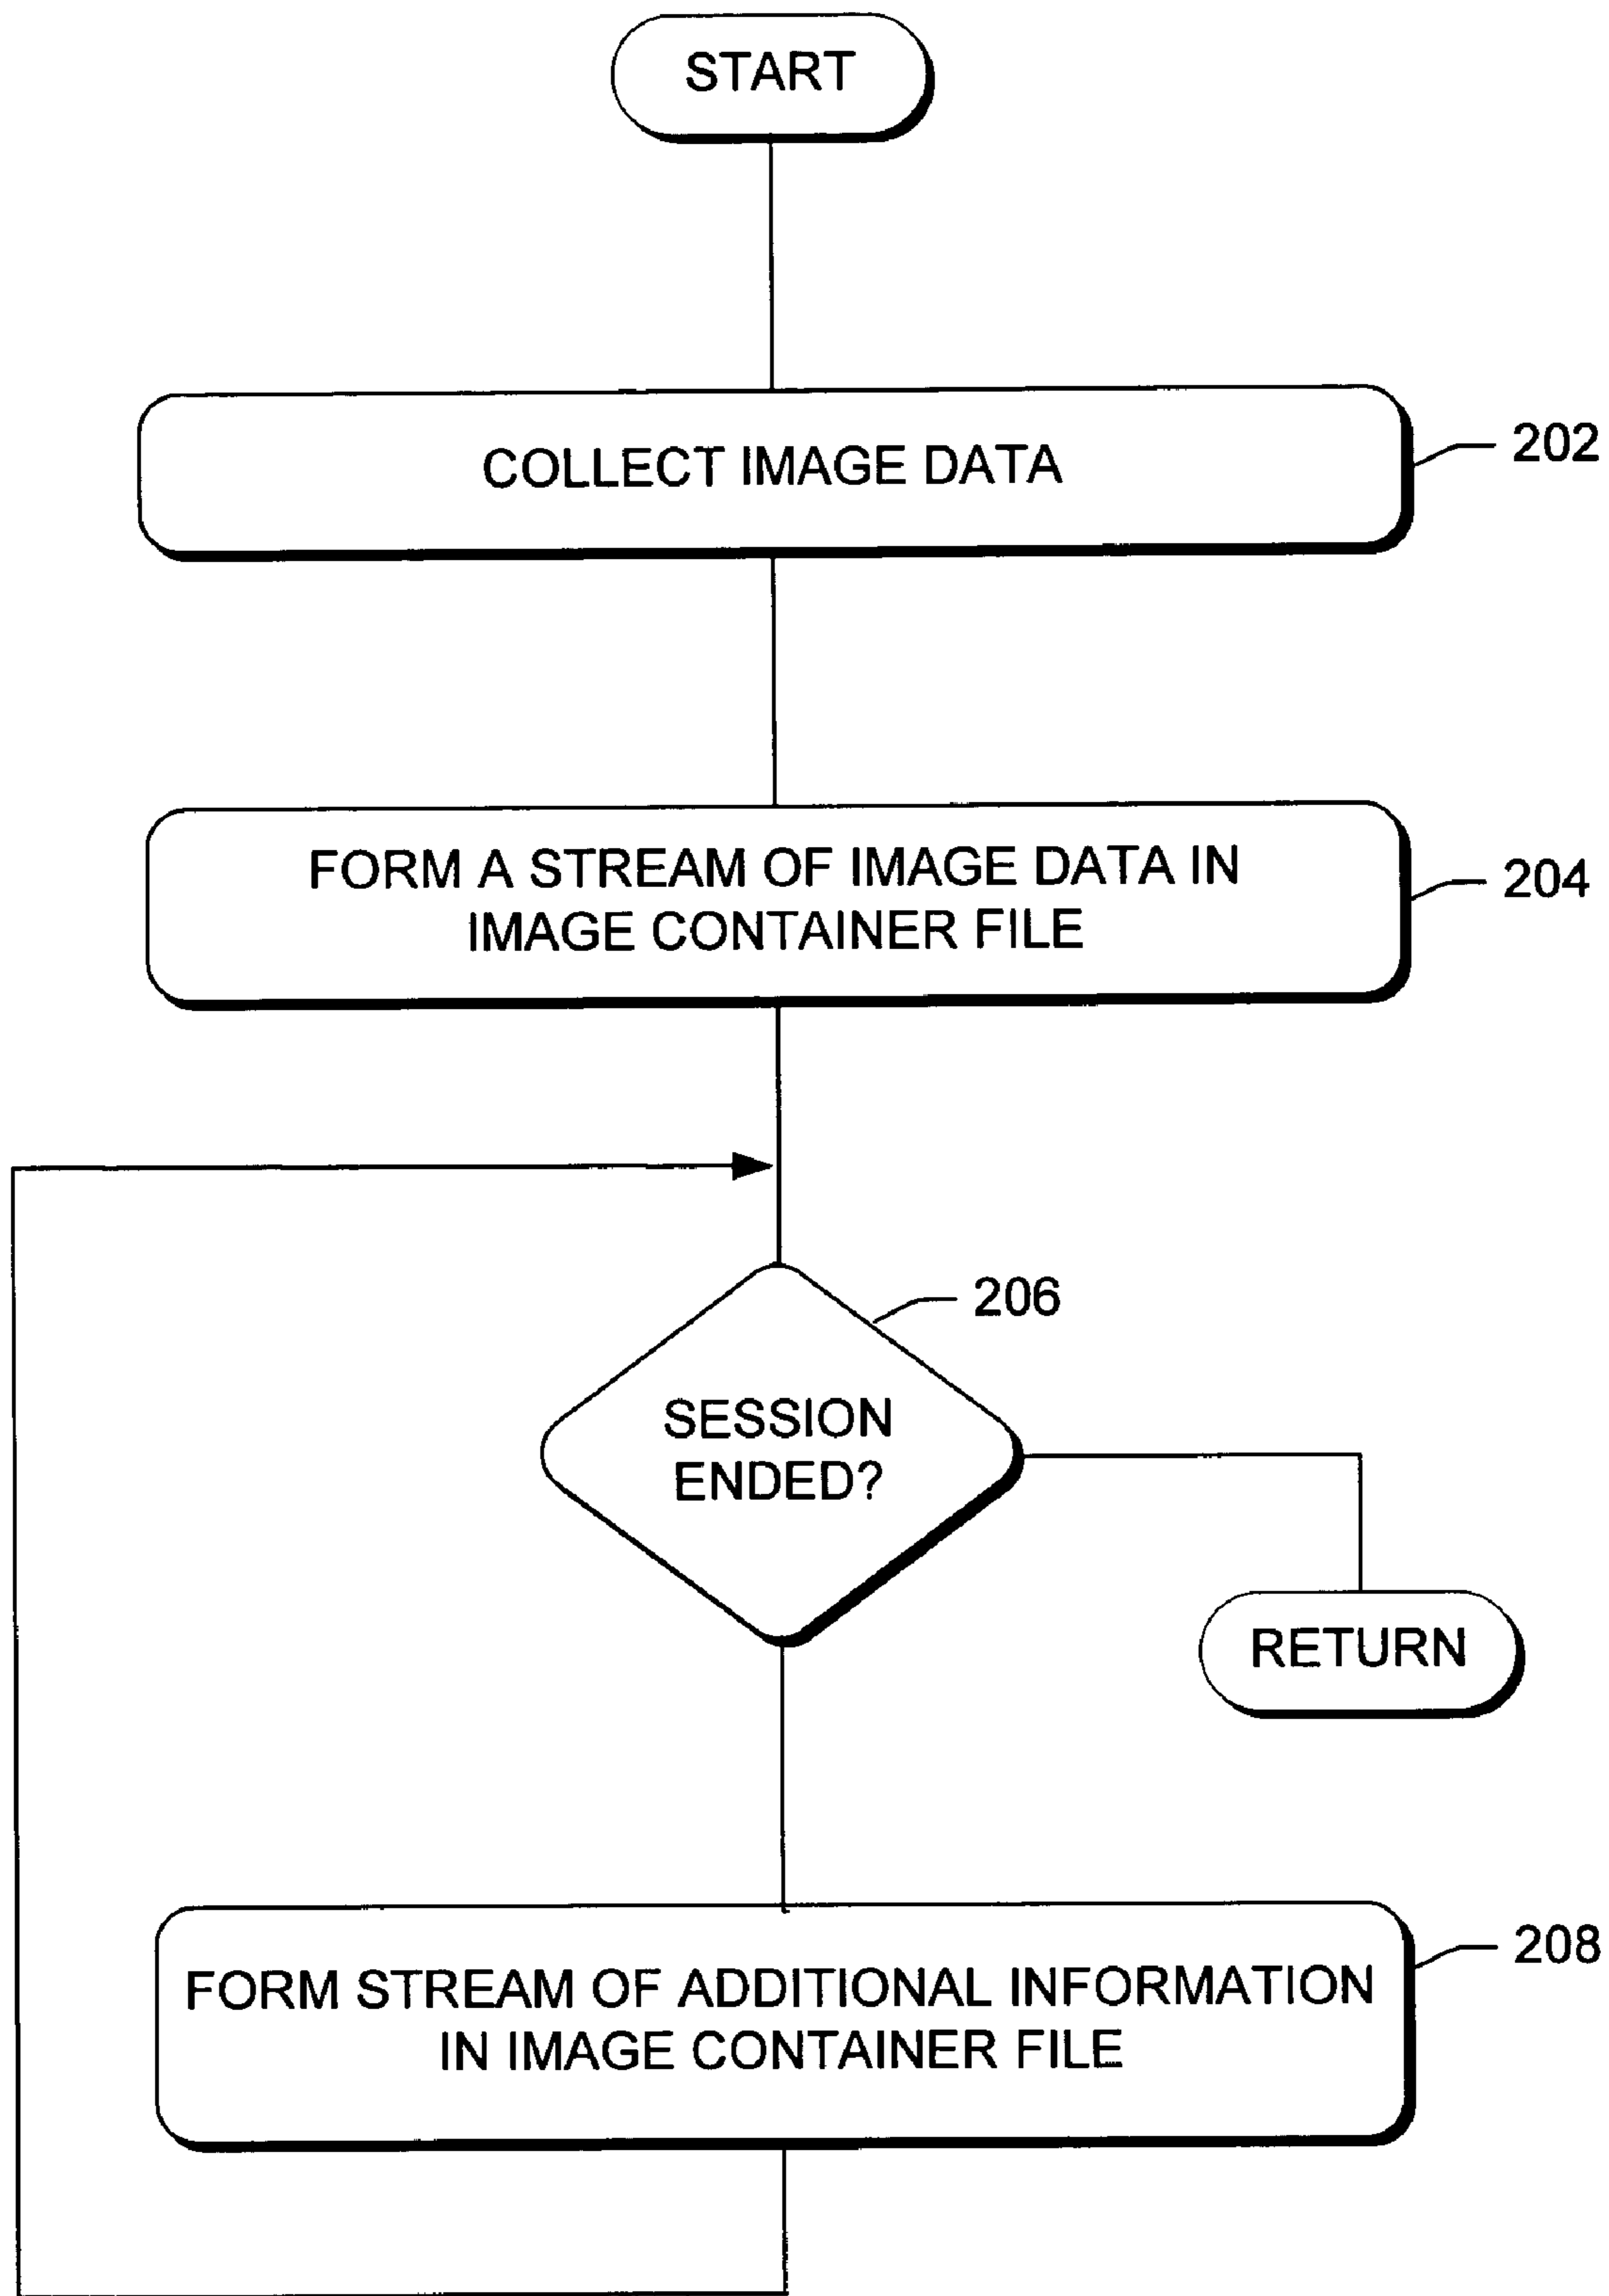 START
COLLECT IMAGE DATA
202
FORM A STREAM OF IMAGE DATA IN
IMAGE CONTAINER FILE
204
206
SESSION
ENDED?
RETURN
FORM STREAM OF ADDITIONAL INFORMATION
IN IMAGE CONTAINER FILE
208